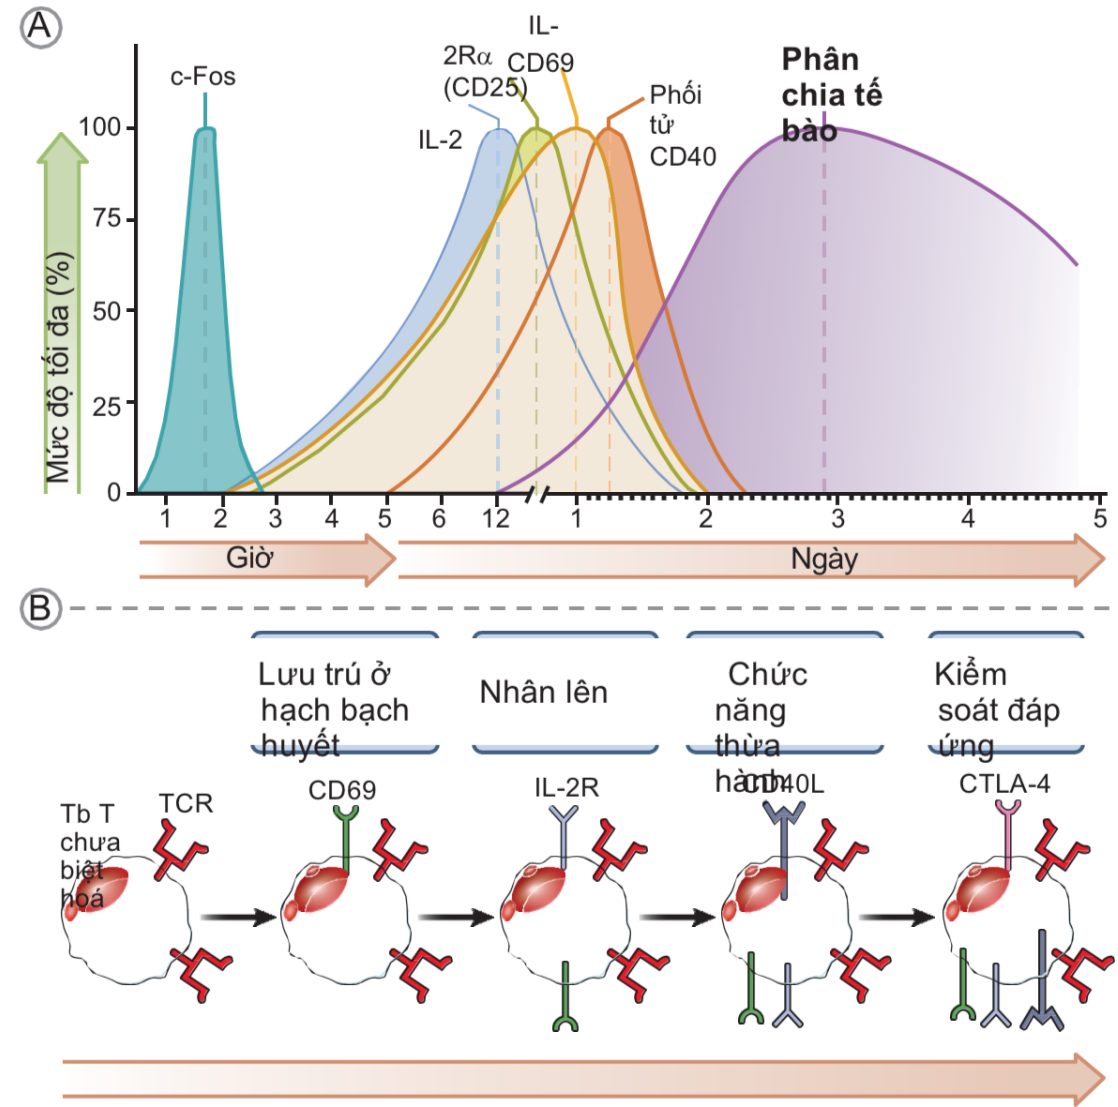 A
IL-
2Rα
(CD25)
CD69
c-Fos
IL-2
Phối
tử
CD40
Phân
chia tế
bào
Mức độ tối đa (%)
100
75
50
25
0
1 2 3 4 5 6 12 1 2 3 4 5
Giờ
Ngày
B
Lưu trú ở
hạch bạch
huyết
Nhân lên
Chức
năng
thừa
hành
Kiểm
soát đáp
ứng
Tb T
chưa
biệt
hoá
TCR
CD69
IL-2R
CD40L
CTLA-4